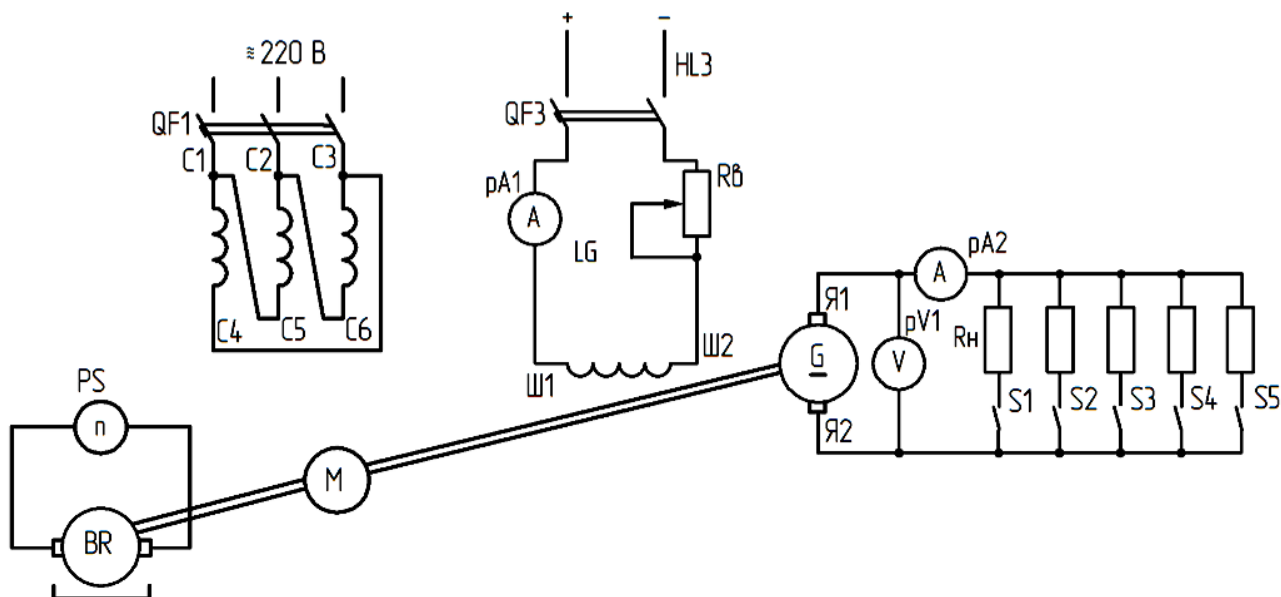 ≈ 220 В
+ −
HL3
QF1
QF3
C1 C2 C3
pA1
A
Rв
LG
C4 C5 C6
Ш1
Ш2
pA2
A
Я1
G
Я2
pV1
V
Rн
S1 S2 S3 S4 S5
PS
n
M
BR